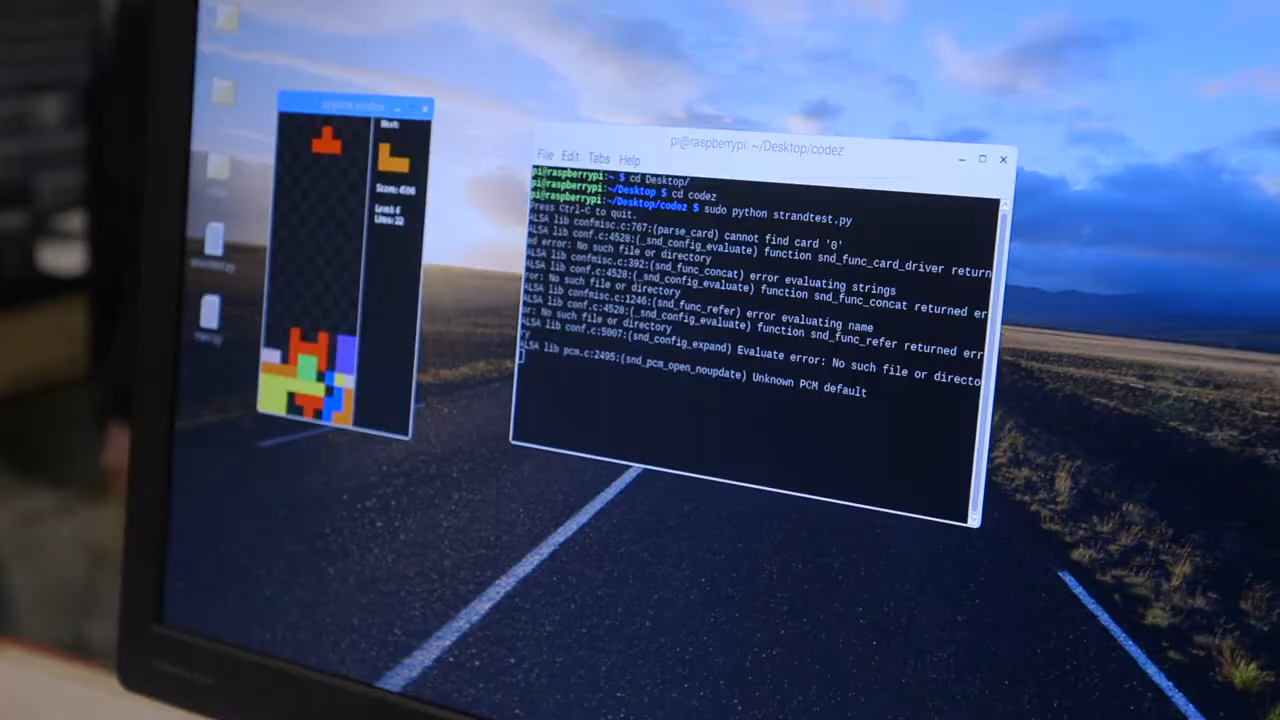 Next:
Level: 6
Lines: 22
pi@raspberrypi: ~/Desktop/codez
File Edit Tabs Help
pi@raspberrypi:~ $ cd Desktop/
pi@raspberrypi:~/Desktop $ cd codez
pi@raspberrypi:~/Desktop/codez $ sudo python strandtest.py
Press Ctrl-C to quit.
ALSA lib confmisc.c:767:(parse_card) cannot find card '0'
ALSA lib conf.c:4528:(_snd_config_evaluate) function snd_func_card_driver return
ed error: No such file or directory
ALSA lib confmisc.c:392:(snd_func_concat) error evaluating strings
ALSA lib conf.c:4528:(_snd_config_evaluate) function snd_func_concat returned er
ror: No such file or directory
ALSA lib confmisc.c:1246:(snd_func_refer) error evaluating name
ALSA lib conf.c:4528:(_snd_config_evaluate) function snd_func_refer returned err
or: No such file or directory
ALSA lib conf.c:5007:(snd_config_expand) Evaluate error: No such file or directo
ry
ALSA lib pcm.c:2495:(snd_pcm_open_noupdate) Unknown PCM default